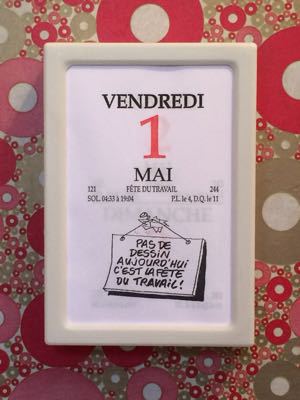 VENDREDI
1
MAI
121 FÊTE DU TRAVAIL 244
SOL. 04:33 à 19:04 P.L. le 4, D.Q. le 11
PAS DE
DESSIN
AUJOURD'HUI
C'EST LA FÊTE
DU TRAVAIL!